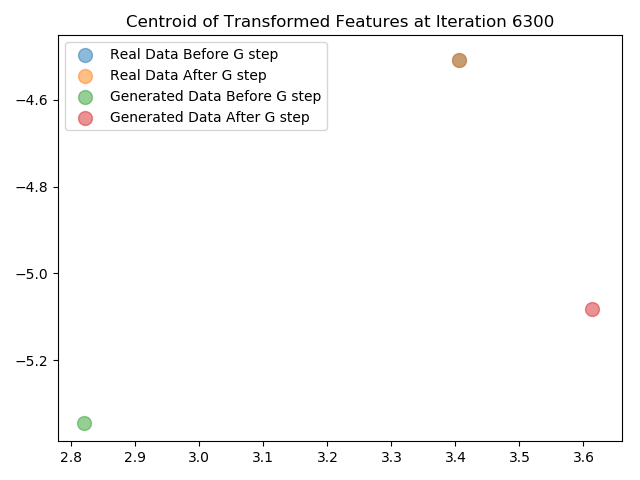 Centroid of Transformed Features at Iteration 6300
Real Data Before G step
Real Data After G step
Generated Data Before G step
Generated Data After G step
−4.6
−4.8
−5.0
−5.2
2.8 2.9 3.0 3.1 3.2 3.3 3.4 3.5 3.6